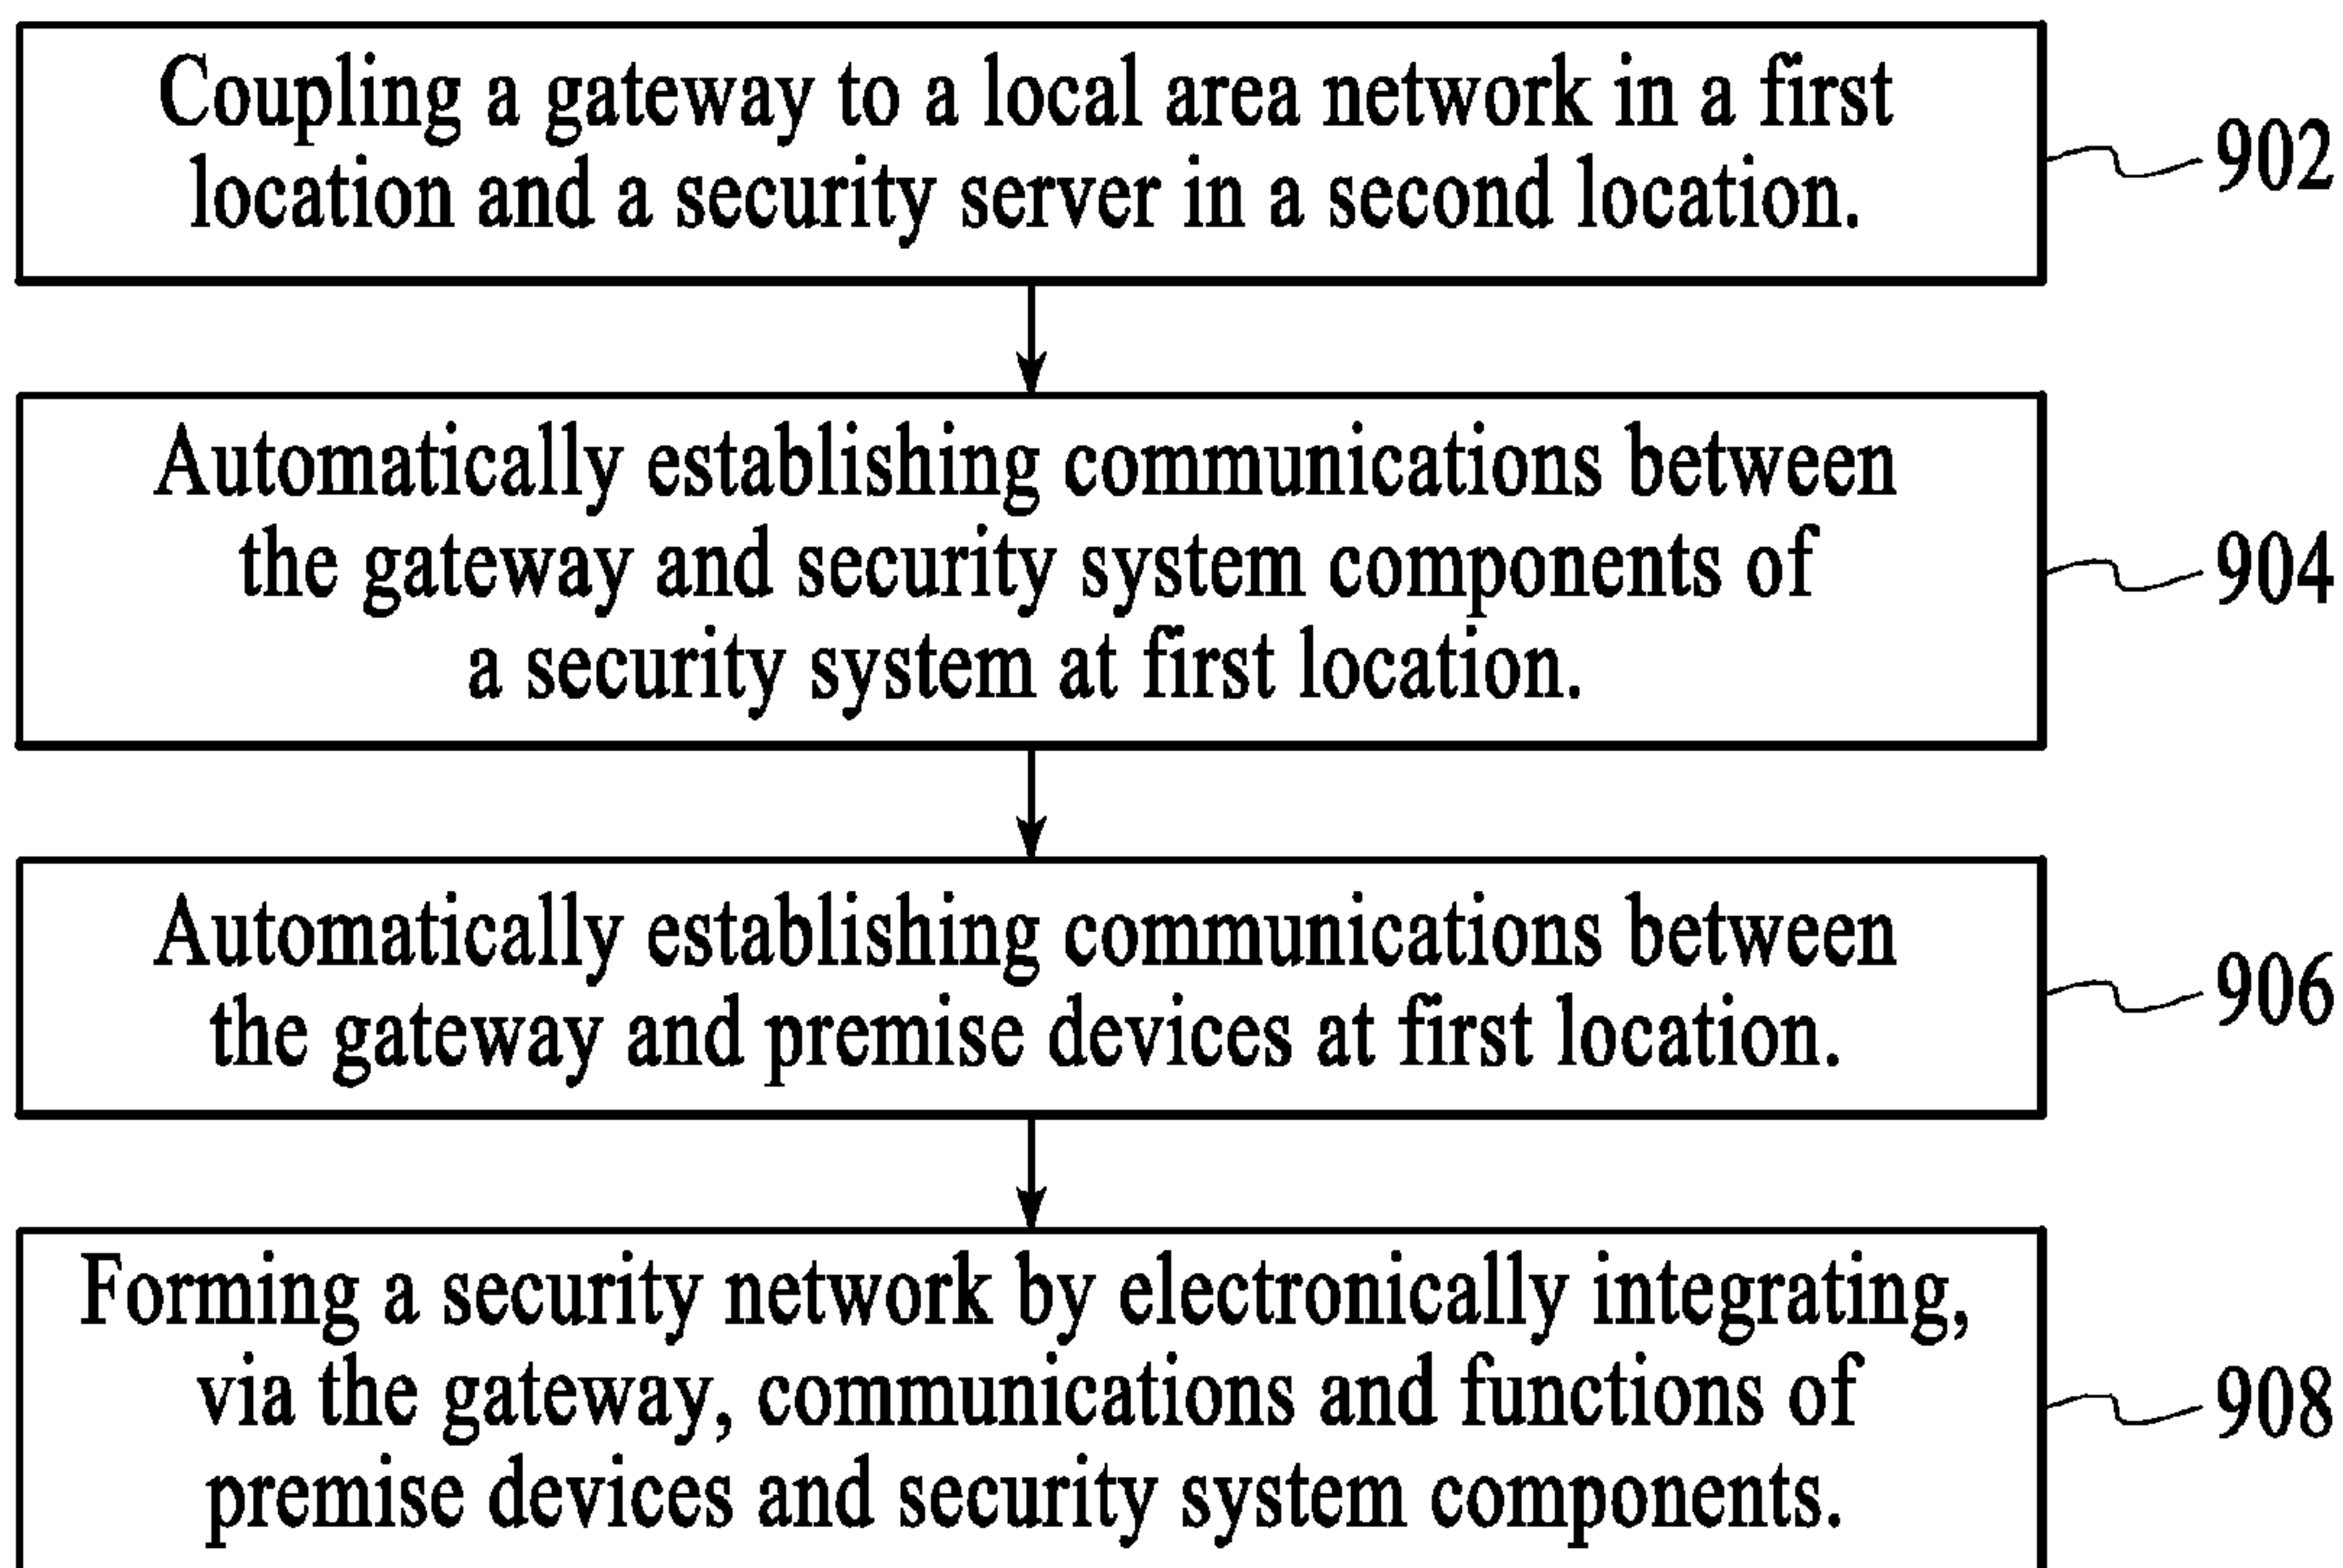 Coupling a gateway to a local area network in a first
location and a security server in a second location.
902
Automatically establishing communications between
the gateway and security system components of
a security system at first location.
904
Automatically establishing communications between
the gateway and premise devices at first location.
906
Forming a security network by electronically integrating,
via the gateway, communications and functions of
premise devices and security system components.
908